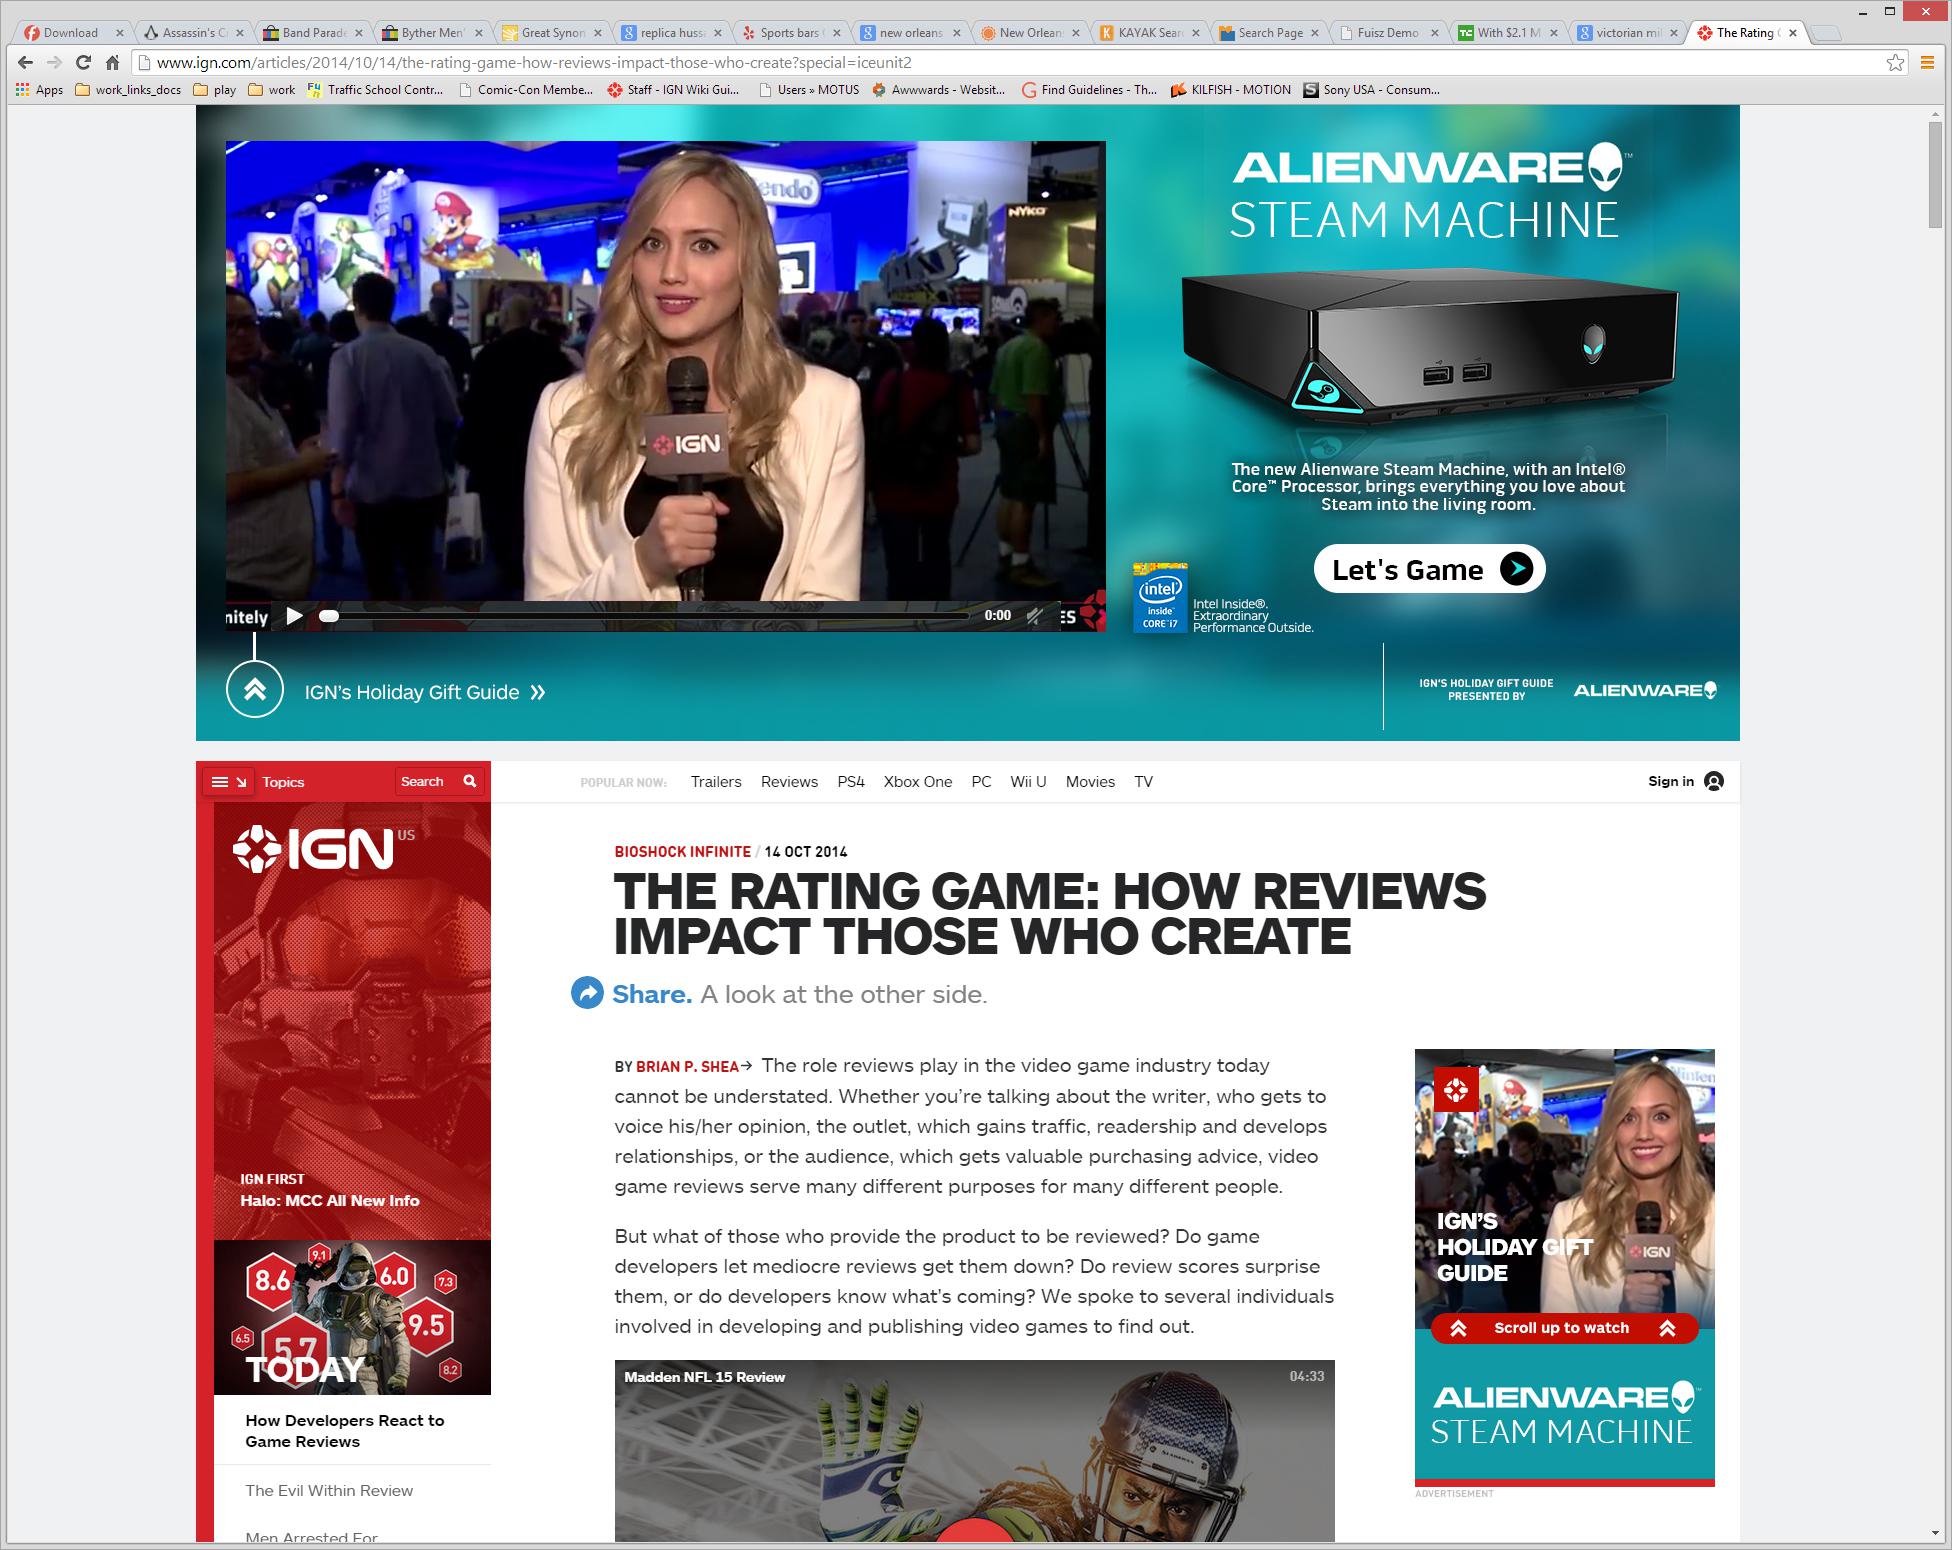 Download
Assassin's C
Band Parade
Byther Men'
Great Synon
replica huss
Sports bars
new orleans
New Orlean
KAYAK Sear
Search Page
Fuisz Demo
With $2.1 M
victorian mil
The Rating
www.ign.com/articles/2014/10/14/the-rating-game-how-reviews-impact-those-who-create?special=iceunit2
Apps
work_links_docs
play
work
Traffic School Contr...
Comic-Con Membe...
Staff - IGN Wiki Gui...
Users » MOTUS
Awwwards - Websit...
Find Guidelines - Th...
KILFISH - MOTION
Sony USA - Consum...
endo
NYKO
IGN
nitely
0:00
ES
ALIENWARE™
STEAM MACHINE
The new Alienware Steam Machine, with an Intel®
Core™ Processor, brings everything you love about
Steam into the living room.
Let's Game
intel
inside™
CORE i7
Intel Inside®.
Extraordinary
Performance Outside.
IGN's Holiday Gift Guide »
IGN'S HOLIDAY GIFT GUIDE
PRESENTED BY
ALIENWARE
Topics
Search
POPULAR NOW:
Trailers
Reviews
PS4
Xbox One
PC
Wii U
Movies
TV
Sign in
IGN US
IGN FIRST
Halo: MCC All New Info
9.1
8.6
6.0
7.3
6.5
5.7
9.5
8.2
TODAY
How Developers React to
Game Reviews
The Evil Within Review
Men Arrested For
BIOSHOCK INFINITE / 14 OCT 2014
THE RATING GAME: HOW REVIEWS
IMPACT THOSE WHO CREATE
Share. A look at the other side.
BY BRIAN P. SHEA→ The role reviews play in the video game industry today
cannot be understated. Whether you're talking about the writer, who gets to
voice his/her opinion, the outlet, which gains traffic, readership and develops
relationships, or the audience, which gets valuable purchasing advice, video
game reviews serve many different purposes for many different people.
But what of those who provide the product to be reviewed? Do game
developers let mediocre reviews get them down? Do review scores surprise
them, or do developers know what's coming? We spoke to several individuals
involved in developing and publishing video games to find out.
Madden NFL 15 Review
04:33
SEAHAWKS
Ninten
IGN'S
HOLIDAY GIFT
GUIDE
IGN
Scroll up to watch
ALIENWARE™
STEAM MACHINE
ADVERTISEMENT